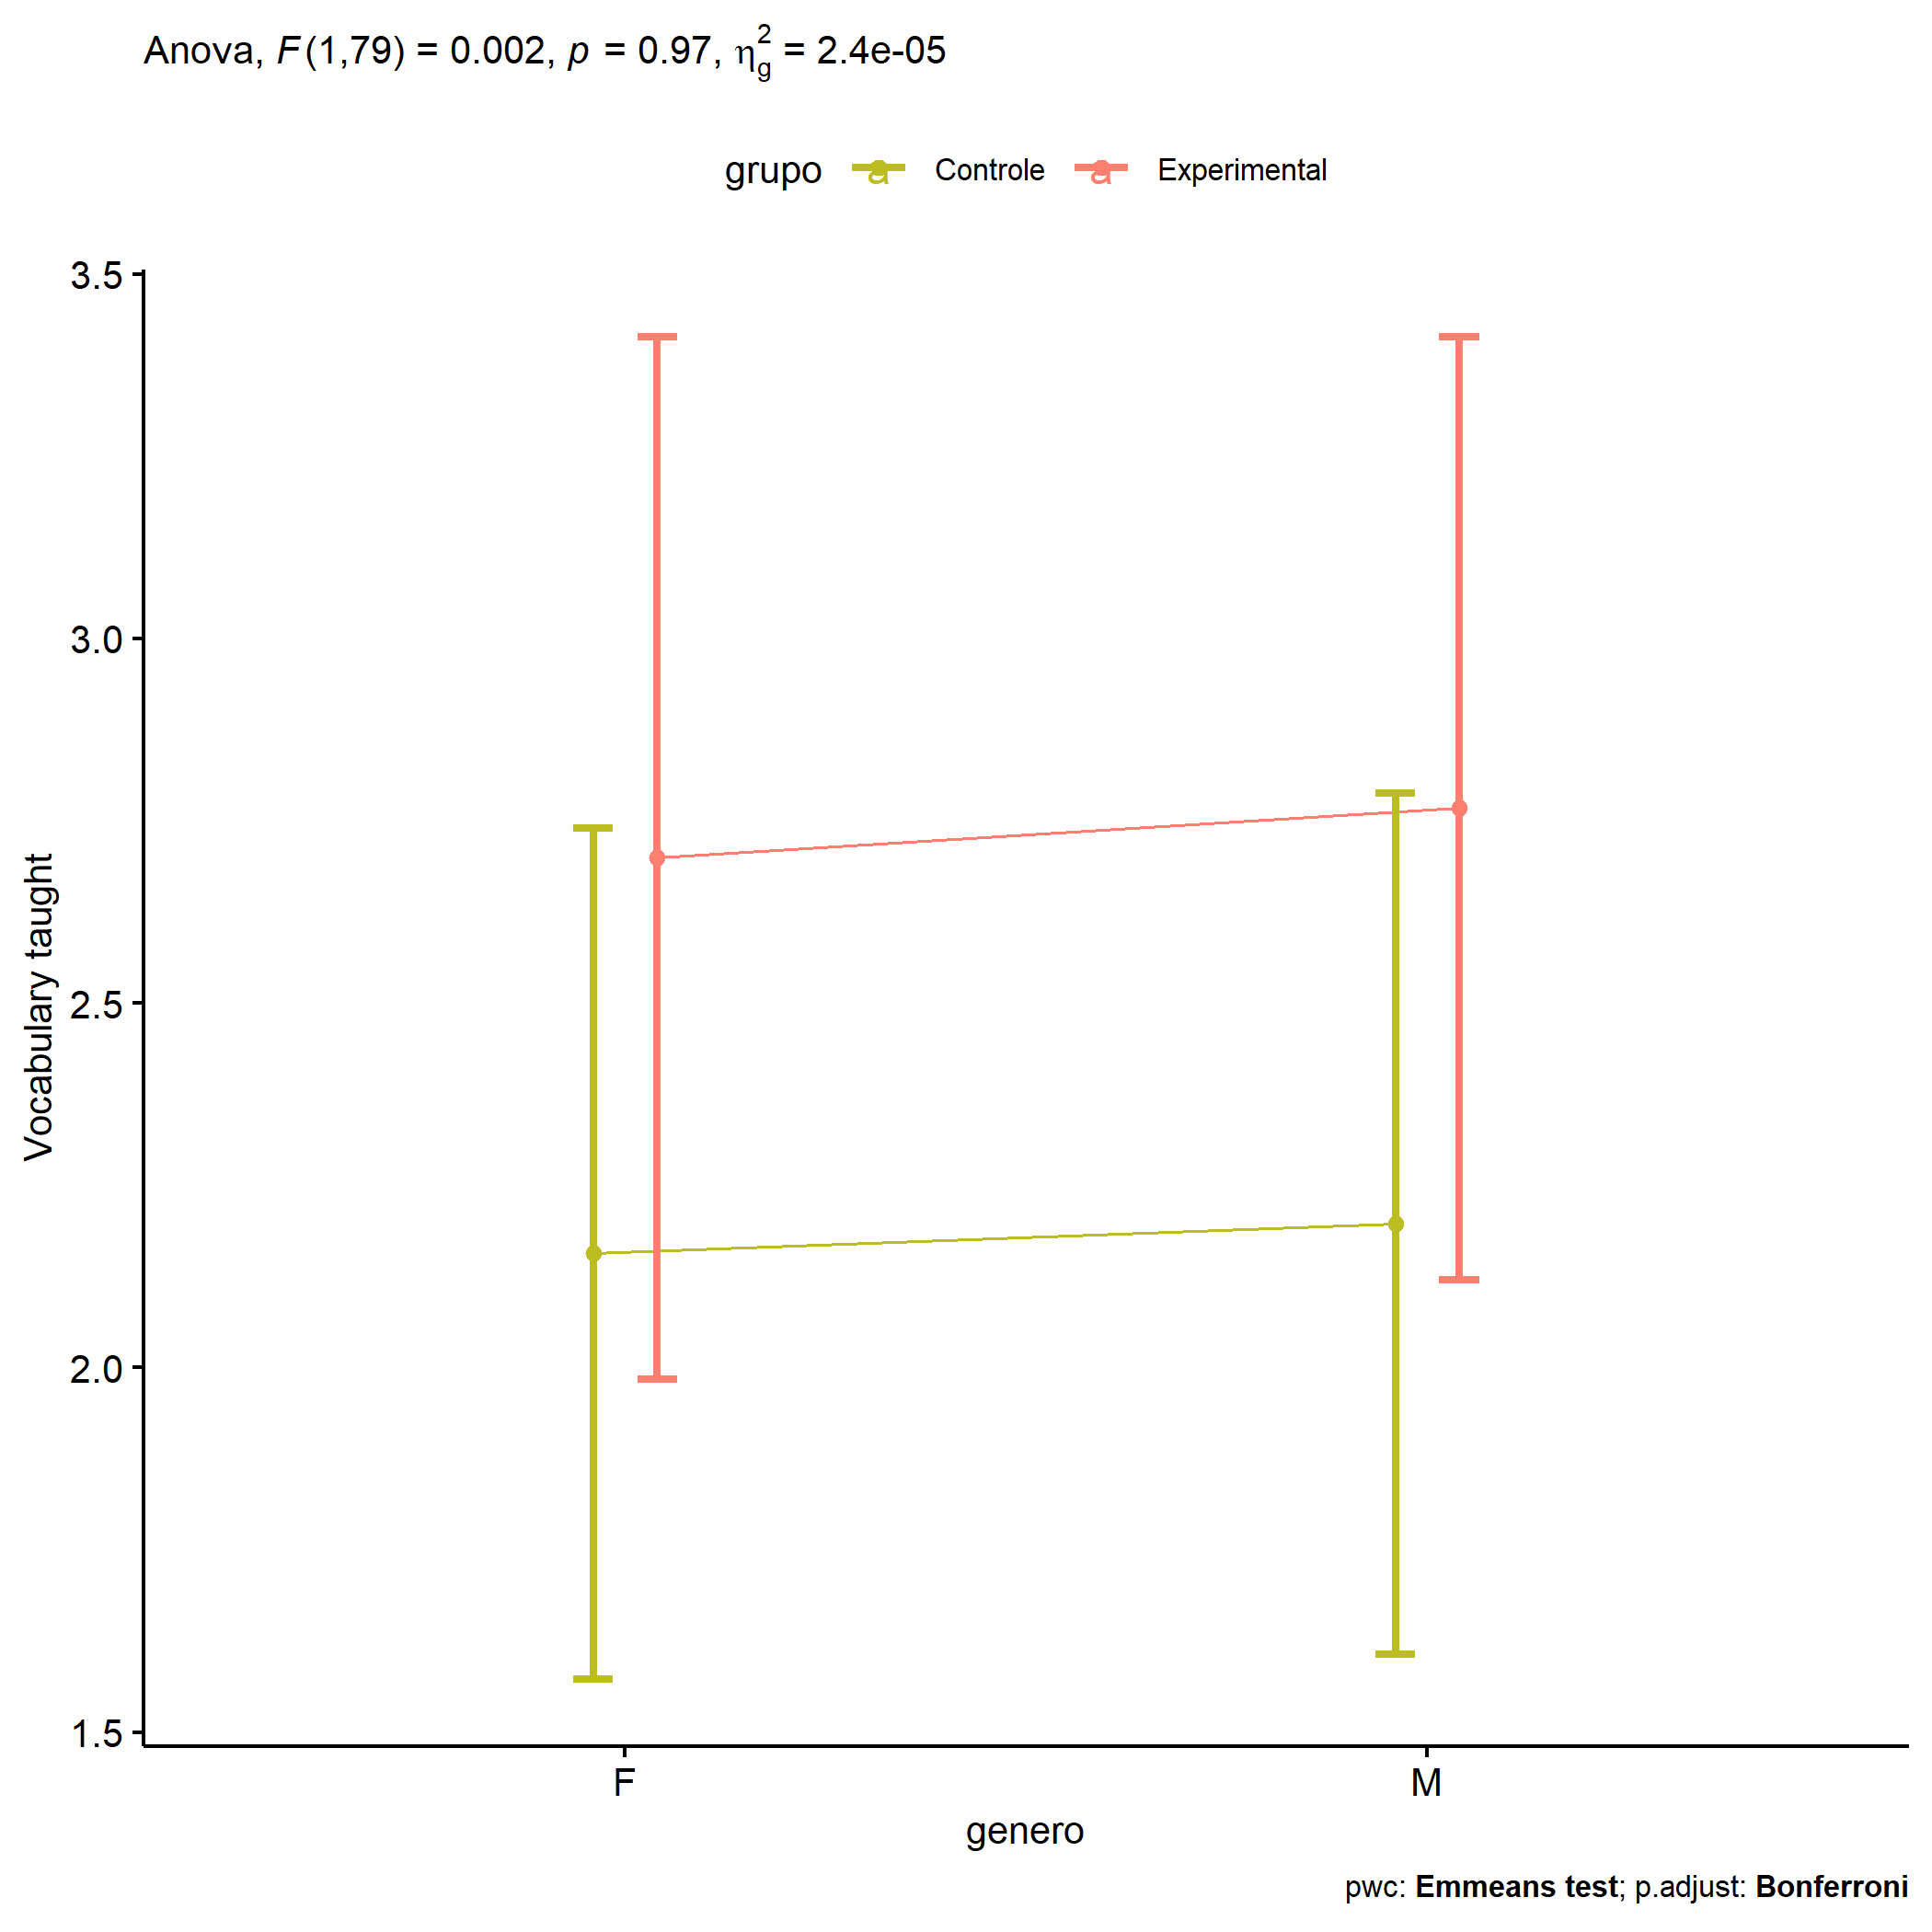 Anova, F(1,79) = 0.002, p = 0.97, η²g = 2.4e-05
grupo a Controle a Experimental
3.5
3.0
2.5
2.0
1.5
Vocabulary taught
F M
genero
pwc: Emmeans test; p.adjust: Bonferroni